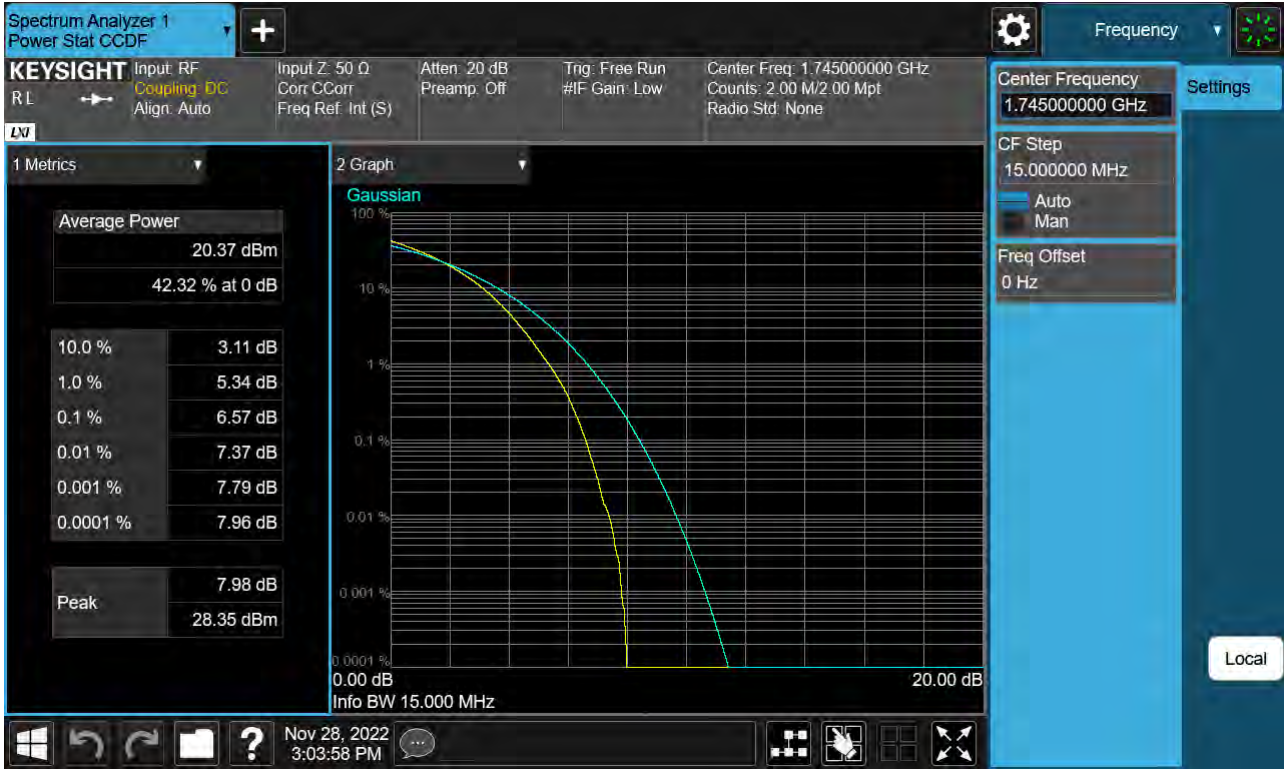 Spectrum Analyzer 1
Power Stat CCDF
Frequency
KEYSIGHT
R L
LXI
Input: RF
Coupling: DC
Align: Auto
Input Z: 50 Ω
Corr CCorr
Freq Ref: Int (S)
Atten: 20 dB
Preamp: Off
Trig: Free Run
#IF Gain: Low
Center Freq: 1.745000000 GHz
Counts: 2.00 M/2.00 Mpt
Radio Std: None
Center Frequency
1.745000000 GHz
Settings
CF Step
15.000000 MHz
Auto
Man
Freq Offset
0 Hz
1 Metrics
Average Power
20.37 dBm
42.32 % at 0 dB
10.0 % 3.11 dB
1.0 % 5.34 dB
0.1 % 6.57 dB
0.01 % 7.37 dB
0.001 % 7.79 dB
0.0001 % 7.96 dB
Peak
7.98 dB
28.35 dBm
2 Graph
Gaussian
100 %
10 %
1 %
0.1 %
0.01 %
0.001 %
0.0001 %
0.00 dB 20.00 dB
Info BW 15.000 MHz
Local
?
Nov 28, 2022
3:03:58 PM